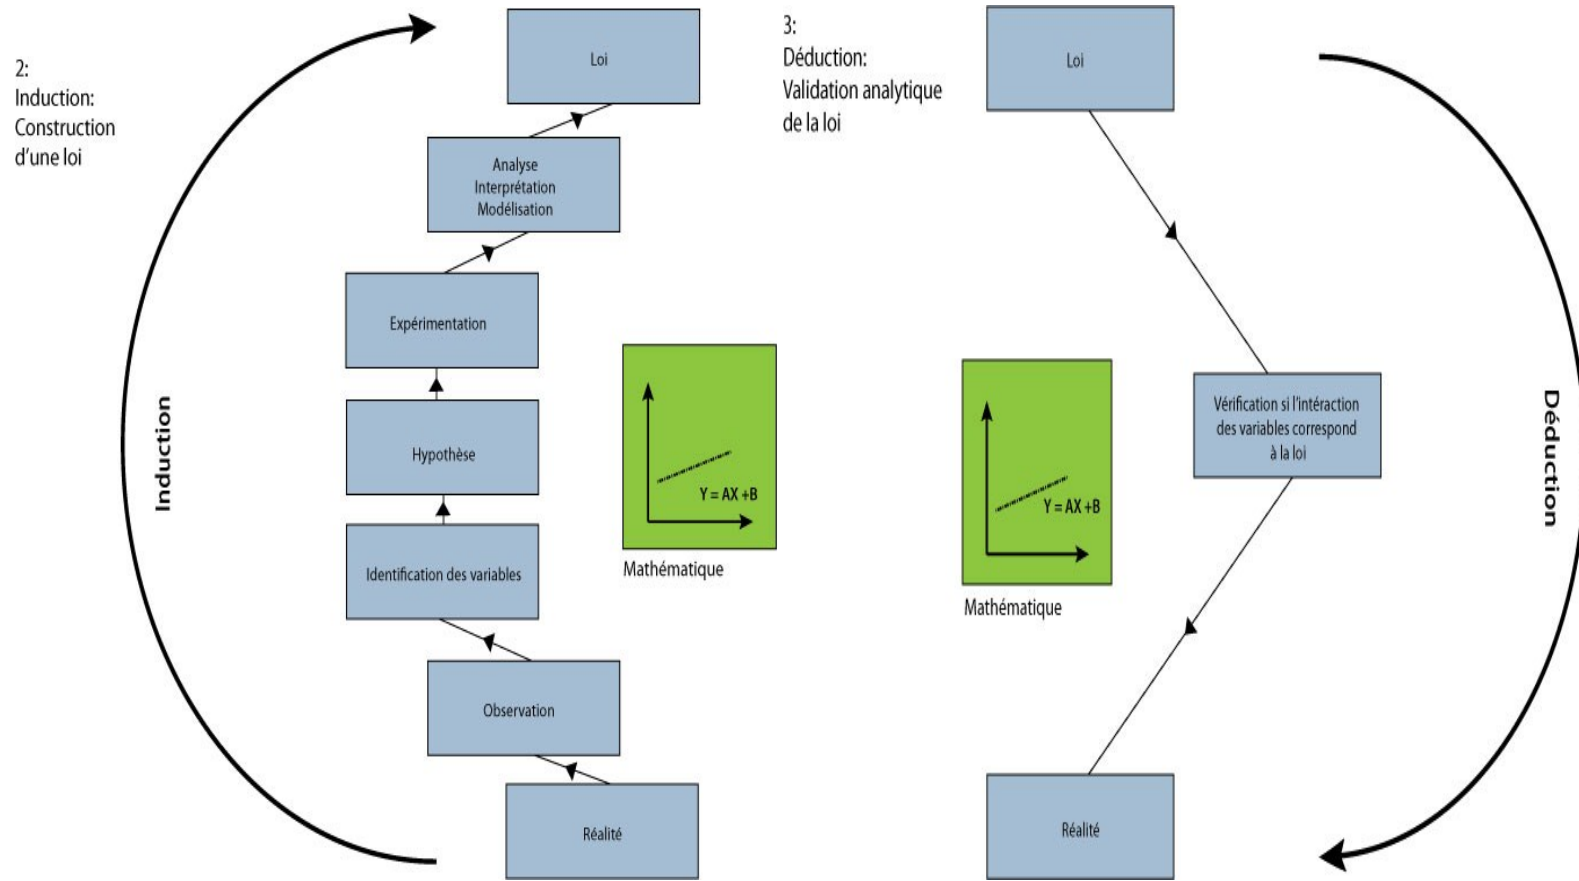 2:
Induction:
Construction
d'une loi
Loi
Analyse
Interprétation
Modélisation
Expérimentation
Hypothèse
Identification des variables
Observation
Réalité
Induction
Y = AX +B
Mathématique
3:
Déduction:
Validation analytique
de la loi
Loi
Vérification si l'intéraction
des variables correspond
à la loi
Réalité
Y = AX +B
Mathématique
Déduction